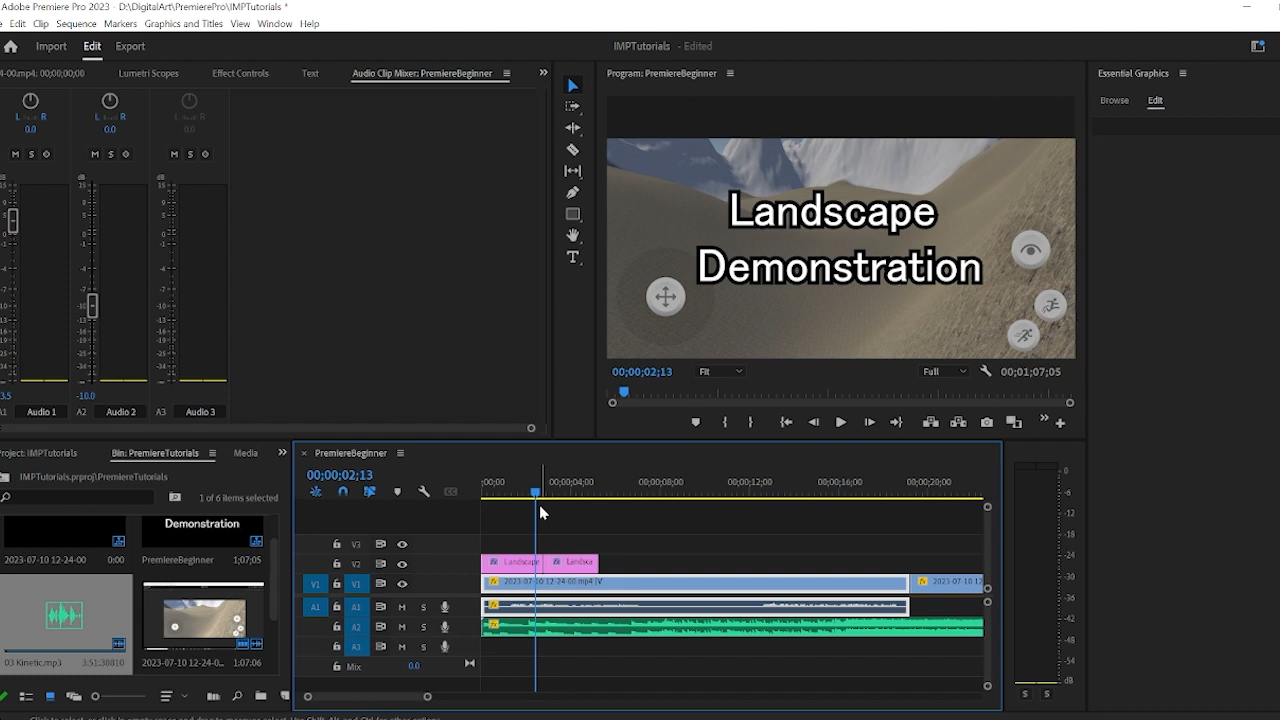 Adobe Premiere Pro 2023 - D:\DigitalArt\PremierePro\IMPTutorials *
Edit Clip Sequence Markers Graphics and Titles View Window Help
Import Edit Export
IMPTutorials - Edited
4-00.mp4: 00;00;00;00 Lumetri Scopes Effect Controls Text Audio Clip Mixer: PremiereBeginner
Program: PremiereBeginner
Essential Graphics
Browse Edit
L R L R L R
0.0 0.0 0.0
M S M S M S
Landscape
Demonstration
00;00;02;13 Fit Full 00;01;07;05
3.5 -10.0
A1 Audio 1 A2 Audio 2 A3 Audio 3
Project: IMPTutorials Bin: PremiereTutorials Media
IMPTutorials.prproj\PremiereTutorials
1 of 6 items selected
Demonstration
2023-07-10 12-24-00 0:00 PremiereBeginner 1;07;05
03 Kinetic.mp3 3:51:30810 2023-07-10 12-24-0... 1;07;06
PremiereBeginner
00;00;02;13
;00;00 00;00;04;00 00;00;08;00 00;00;12;00 00;00;16;00 00;00;20;00
V3
V2 Landscape Landsca
V1 V1 2023-07-10 12-24-00.mp4 [V 2023-07-10 12
A1 A1 M S
A2 M S
A3 M S
Mix 0.0
0
-6
-12
-18
-24
-30
-36
-42
-48
-54
dB
S S